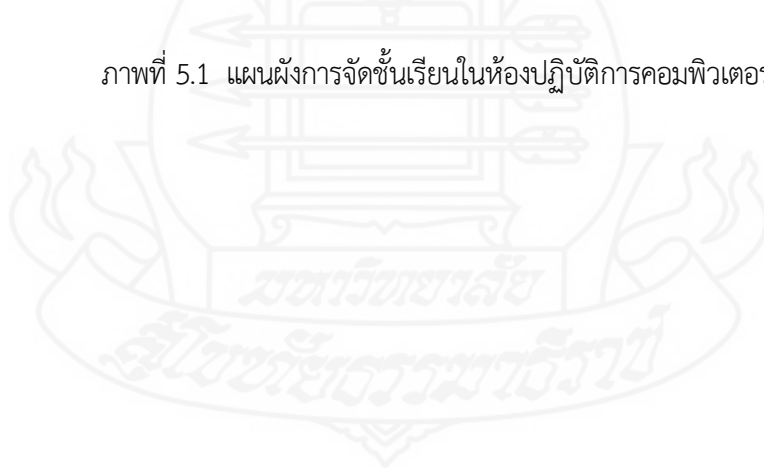 ภาพที่ 5.1 แผนผังการจัดชั้นเรียนในห้องปฏิบัติการคอมพิวเตอร
มหาวิทยาลัย
สุโขทัยธรรมาธิราช